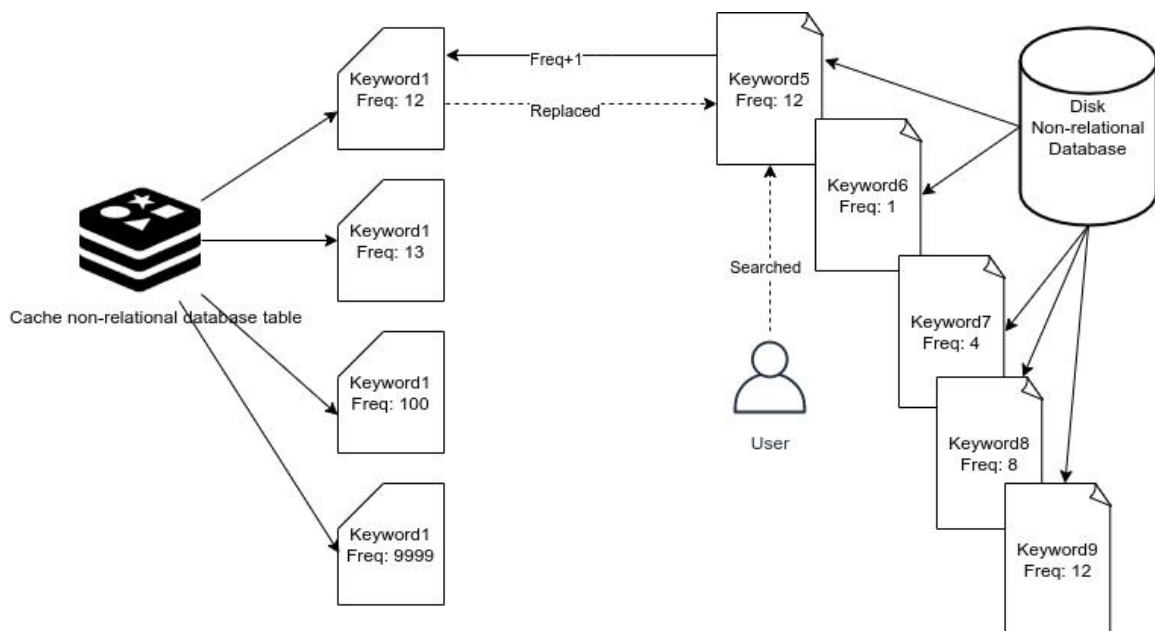 Keyword1
Freq: 12
Freq+1
Replaced
Keyword5
Freq: 12
Disk
Non-relational
Database
Keyword6
Freq: 1
Keyword1
Freq: 13
Searched
Cache non-relational database table
Keyword7
Freq: 4
Keyword1
Freq: 100
User
Keyword8
Freq: 8
Keyword1
Freq: 9999
Keyword9
Freq: 12